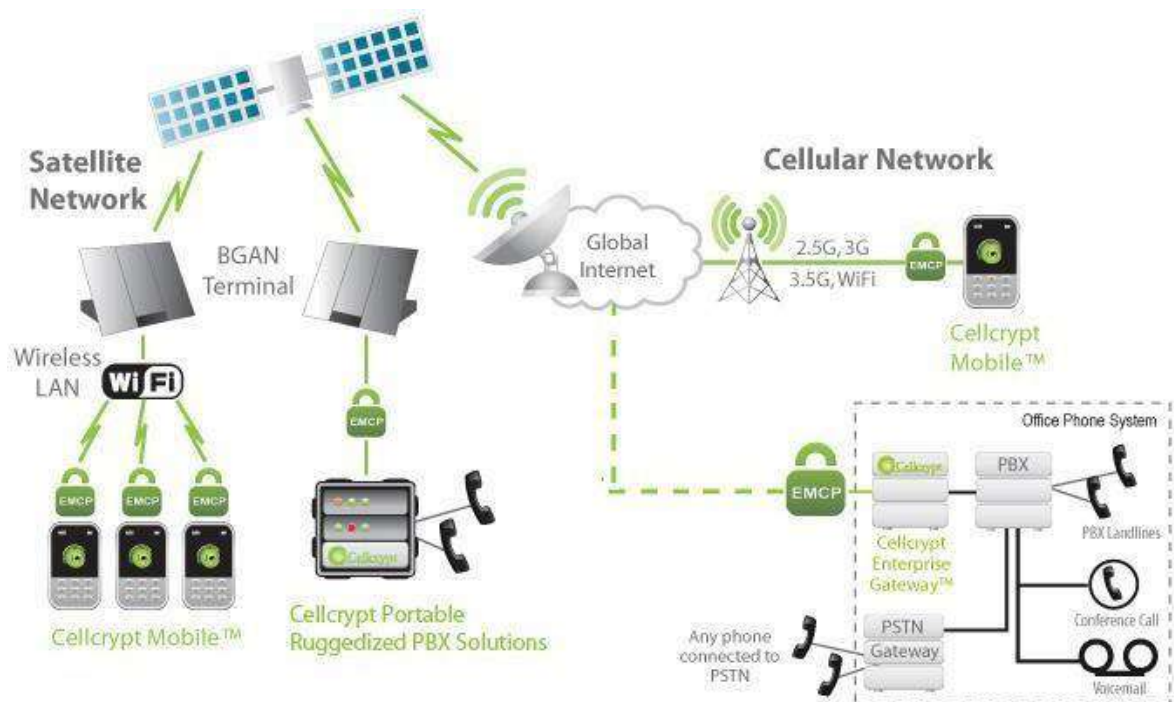 Satellite
Network
Cellular Network
BGAN
Terminal
Global
Internet
2.5G, 3G
3.5G, WiFi
EMCP
Cellcrypt
Mobile™
Wireless
LAN
WiFi
EMCP
EMCP
EMCP
EMCP
Cellcrypt
Cellcrypt Mobile™
Cellcrypt Portable
Ruggedized PBX Solutions
Office Phone System
EMCP
Cellcrypt
PBX
PBX Landlines
Cellcrypt
Enterprise
Gateway™
Conference Call
PSTN
Gateway
Any phone
connected to
PSTN
Voicemail